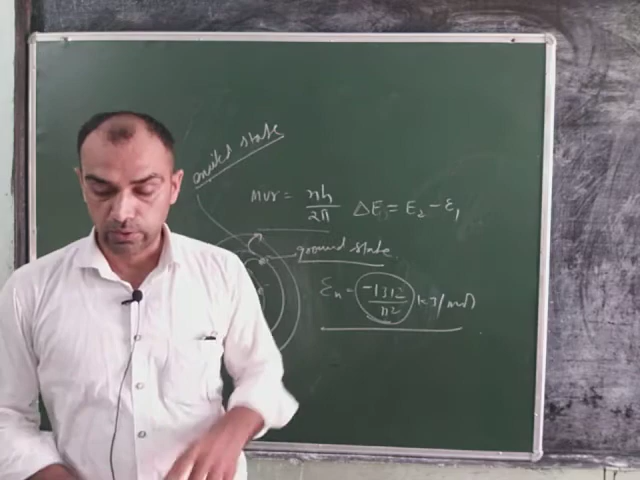 excited state
mvr = nh/2π ΔE = E₂ - E₁
ground state
Eₙ = -1312/n² kJ/mol